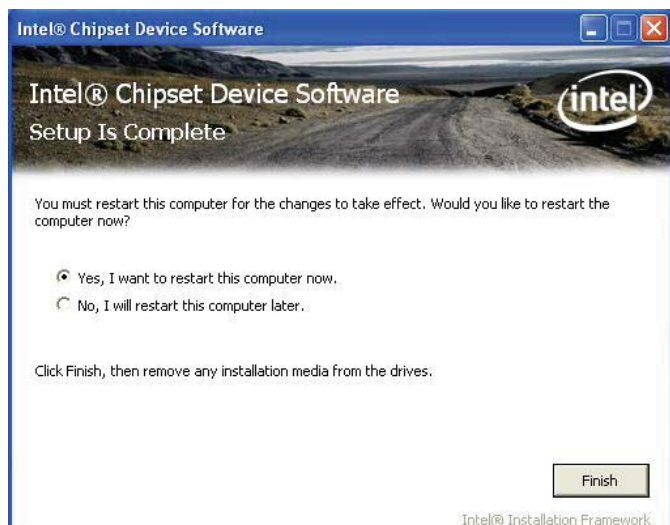 Intel® Chipset Device Software
Intel® Chipset Device Software
intel
Setup Is Complete
You must restart this computer for the changes to take effect. Would you like to restart the
computer now?
Yes, I want to restart this computer now.
No, I will restart this computer later.
Click Finish, then remove any installation media from the drives.
Finish
Intel® Installation Framework